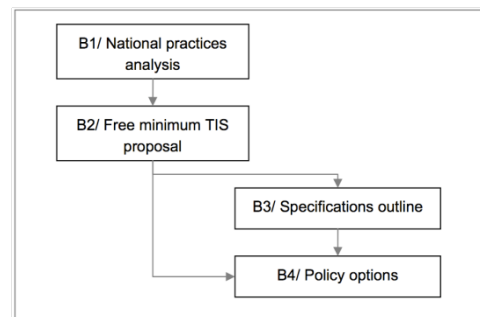 B1/ National practices
analysis
B2/ Free minimum TIS
proposal
B3/ Specifications outline
B4/ Policy options